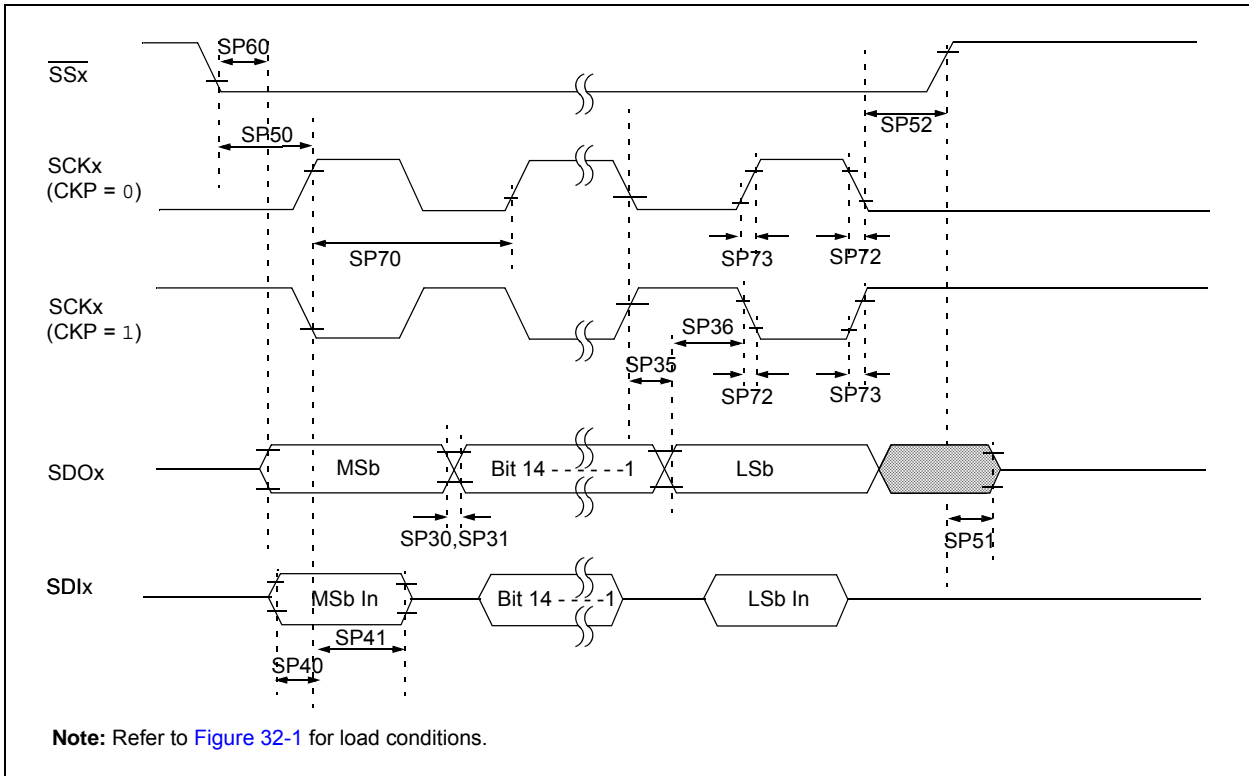 SP60
SSx
SP50
SP52
SCKx
(CKP = 0)
SP70
SP73
SP72
SCKx
(CKP = 1)
SP36
SP35
SP72
SP73
SDOx
MSb
Bit 14 - - - - - -1
LSb
SP30,SP31
SP51
SDIx
MSb In
Bit 14 - - - -1
LSb In
SP41
SP40
Note: Refer to Figure 32-1 for load conditions.